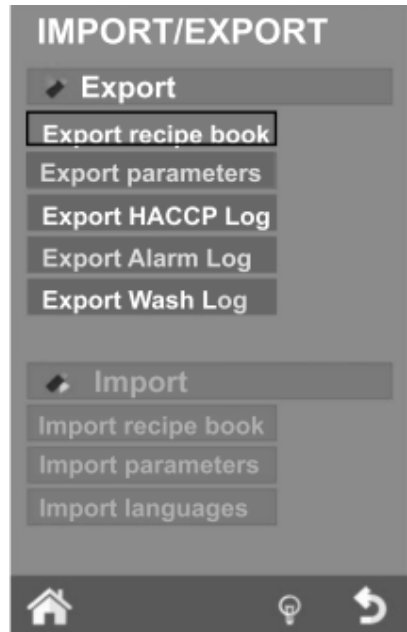 IMPORT/EXPORT
Export
Export recipe book
Export parameters
Export HACCP Log
Export Alarm Log
Export Wash Log
Import
Import recipe book
Import parameters
Import languages